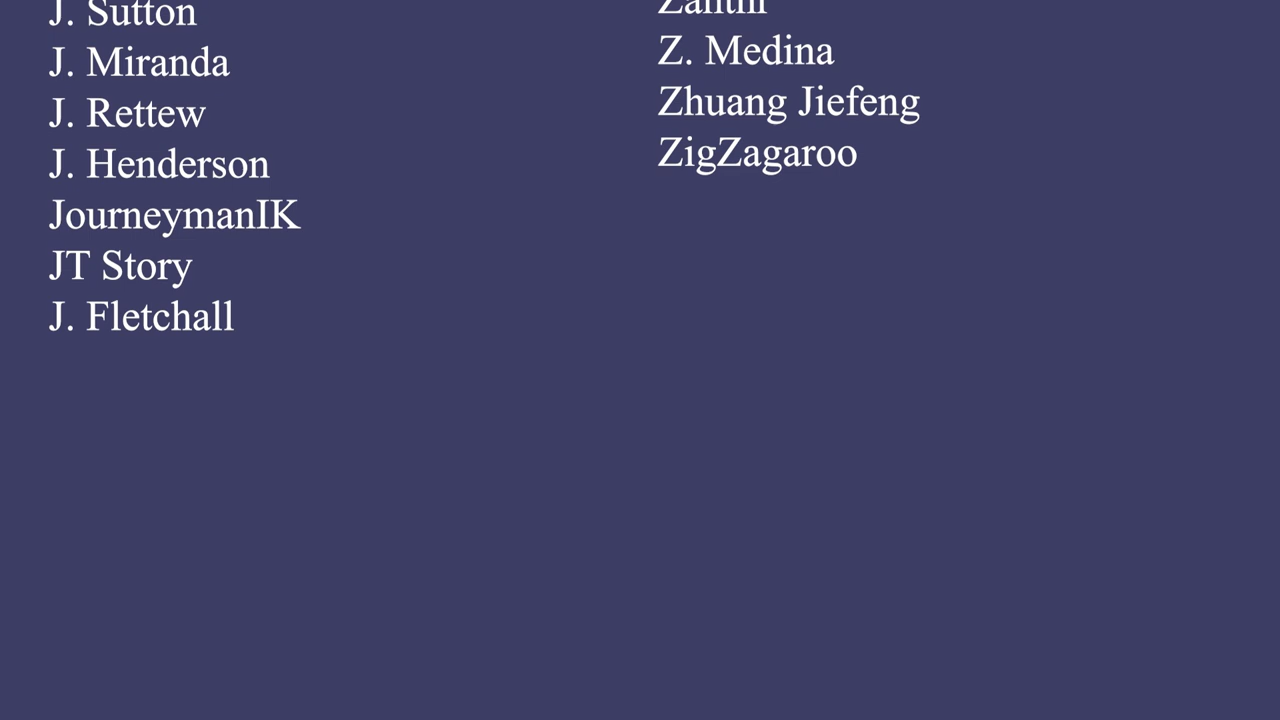 J. Sutton
J. Miranda
J. Rettew
J. Henderson
JourneymanIK
JT Story
J. Fletchall
Z. Medina
Zhuang Jiefeng
ZigZagaroo